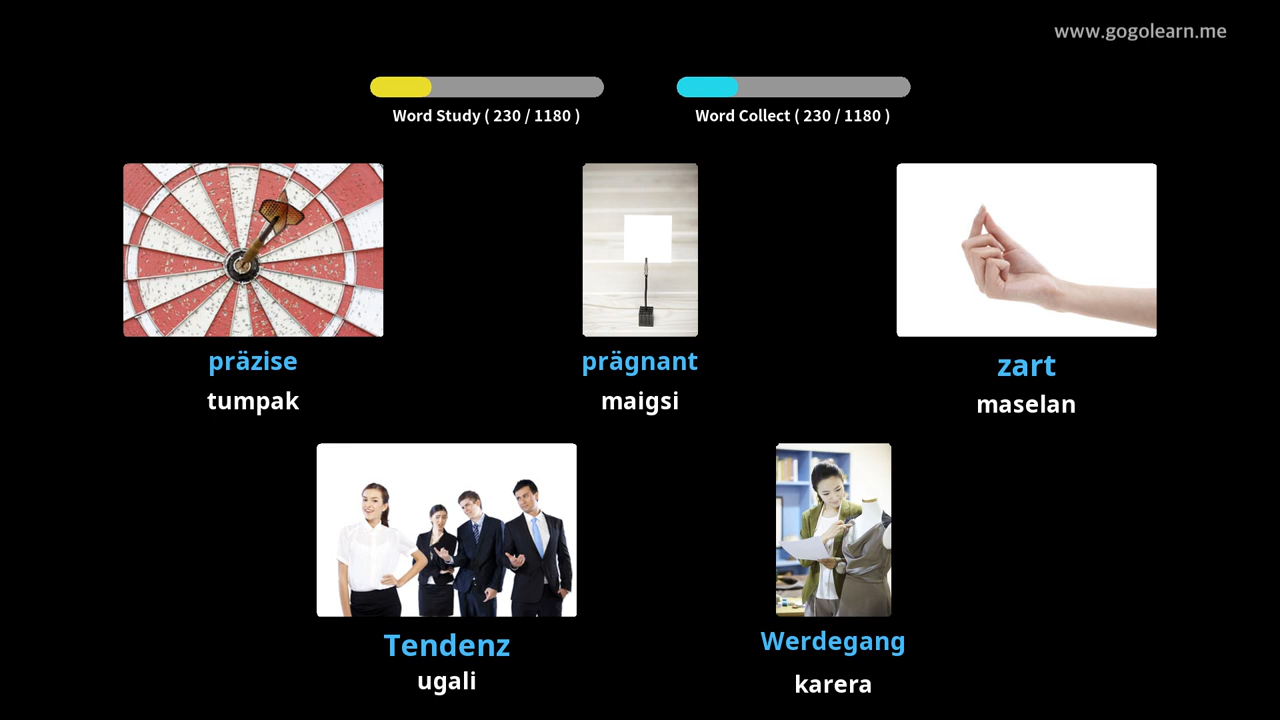 www.gogolearn.me
Word Study ( 230 / 1180 )
Word Collect ( 230 / 1180 )
präzise
tumpak
prägnant
maigsi
zart
maselan
Tendenz
ugali
Werdegang
karera